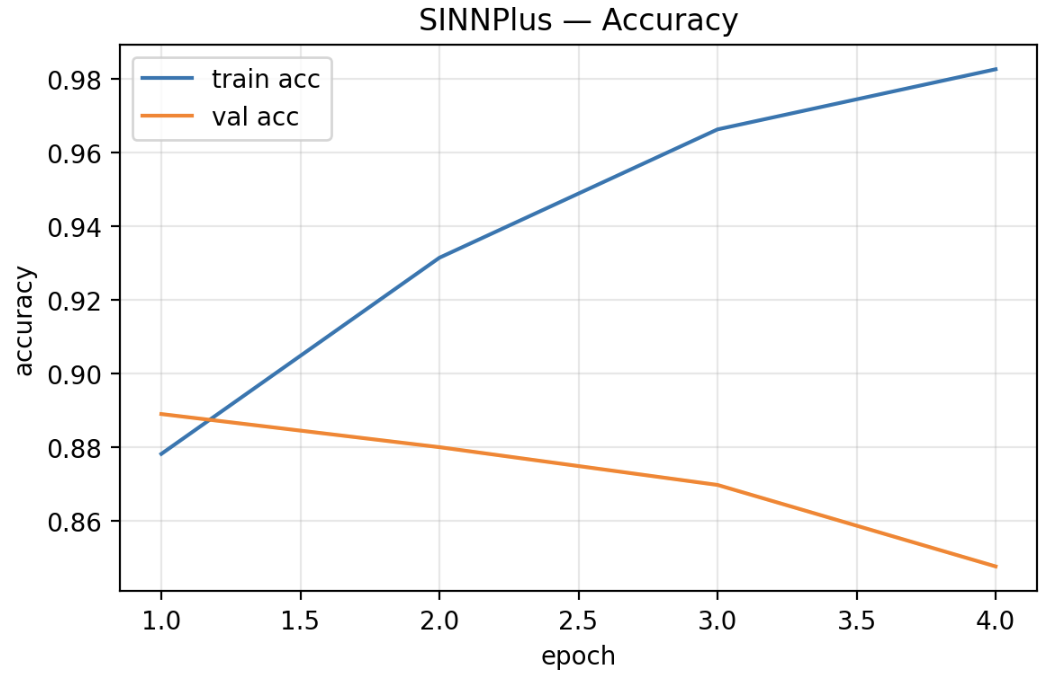 SINNPlus — Accuracy
train acc
val acc
0.98
0.96
0.94
0.92
0.90
0.88
0.86
accuracy
1.0 1.5 2.0 2.5 3.0 3.5 4.0
epoch